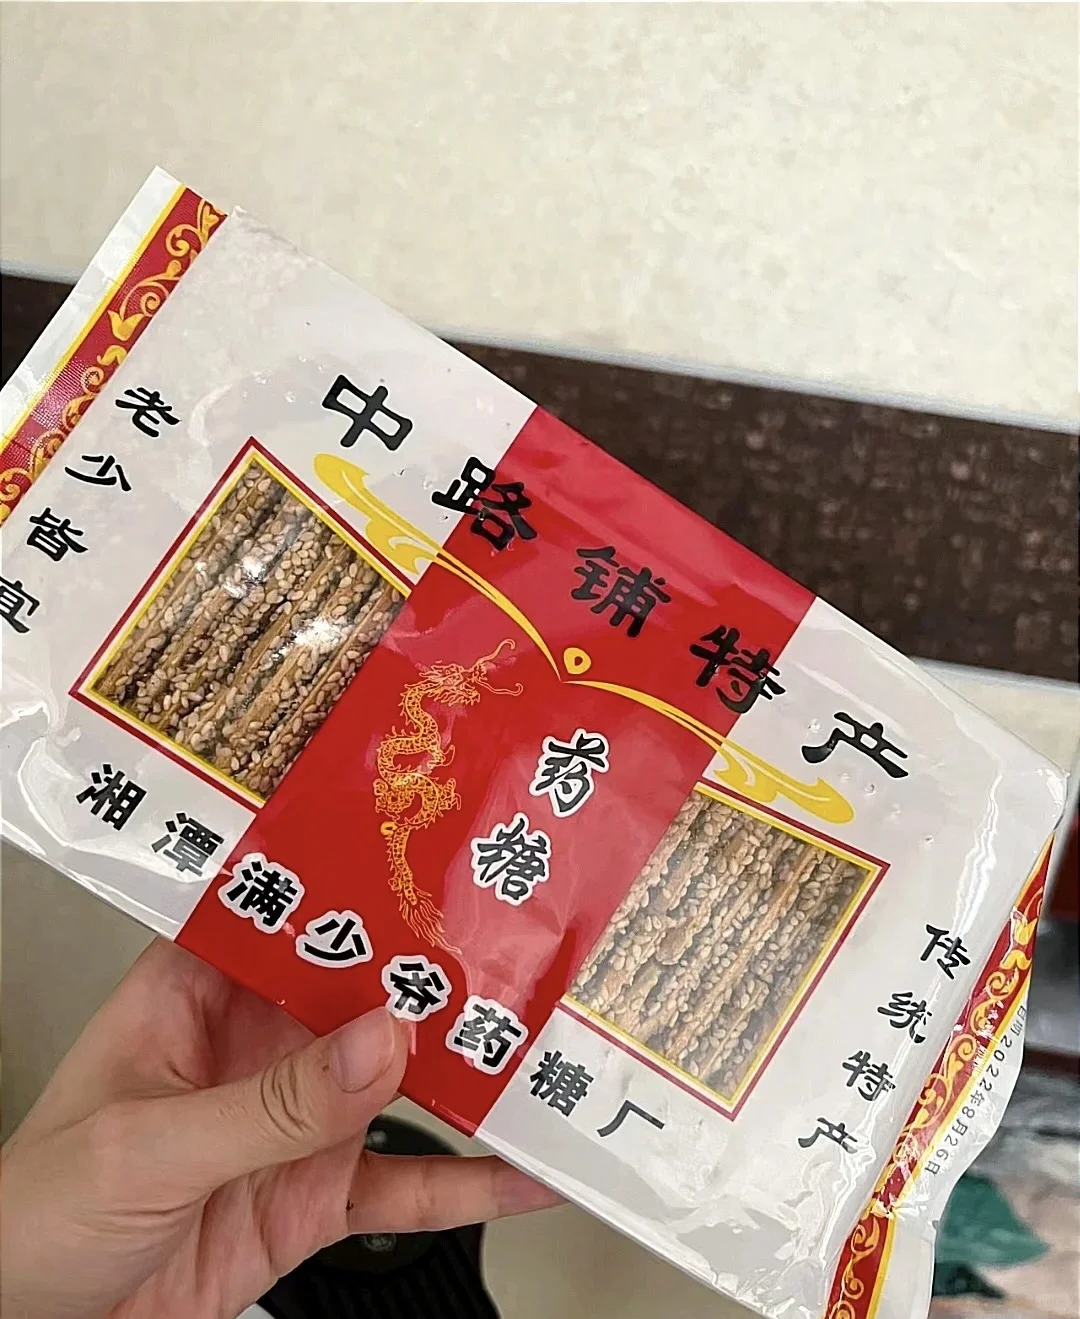 中路铺特产
老少皆宜
药糖
传统特产
湘潭满少爷药糖厂
2022年8月26日